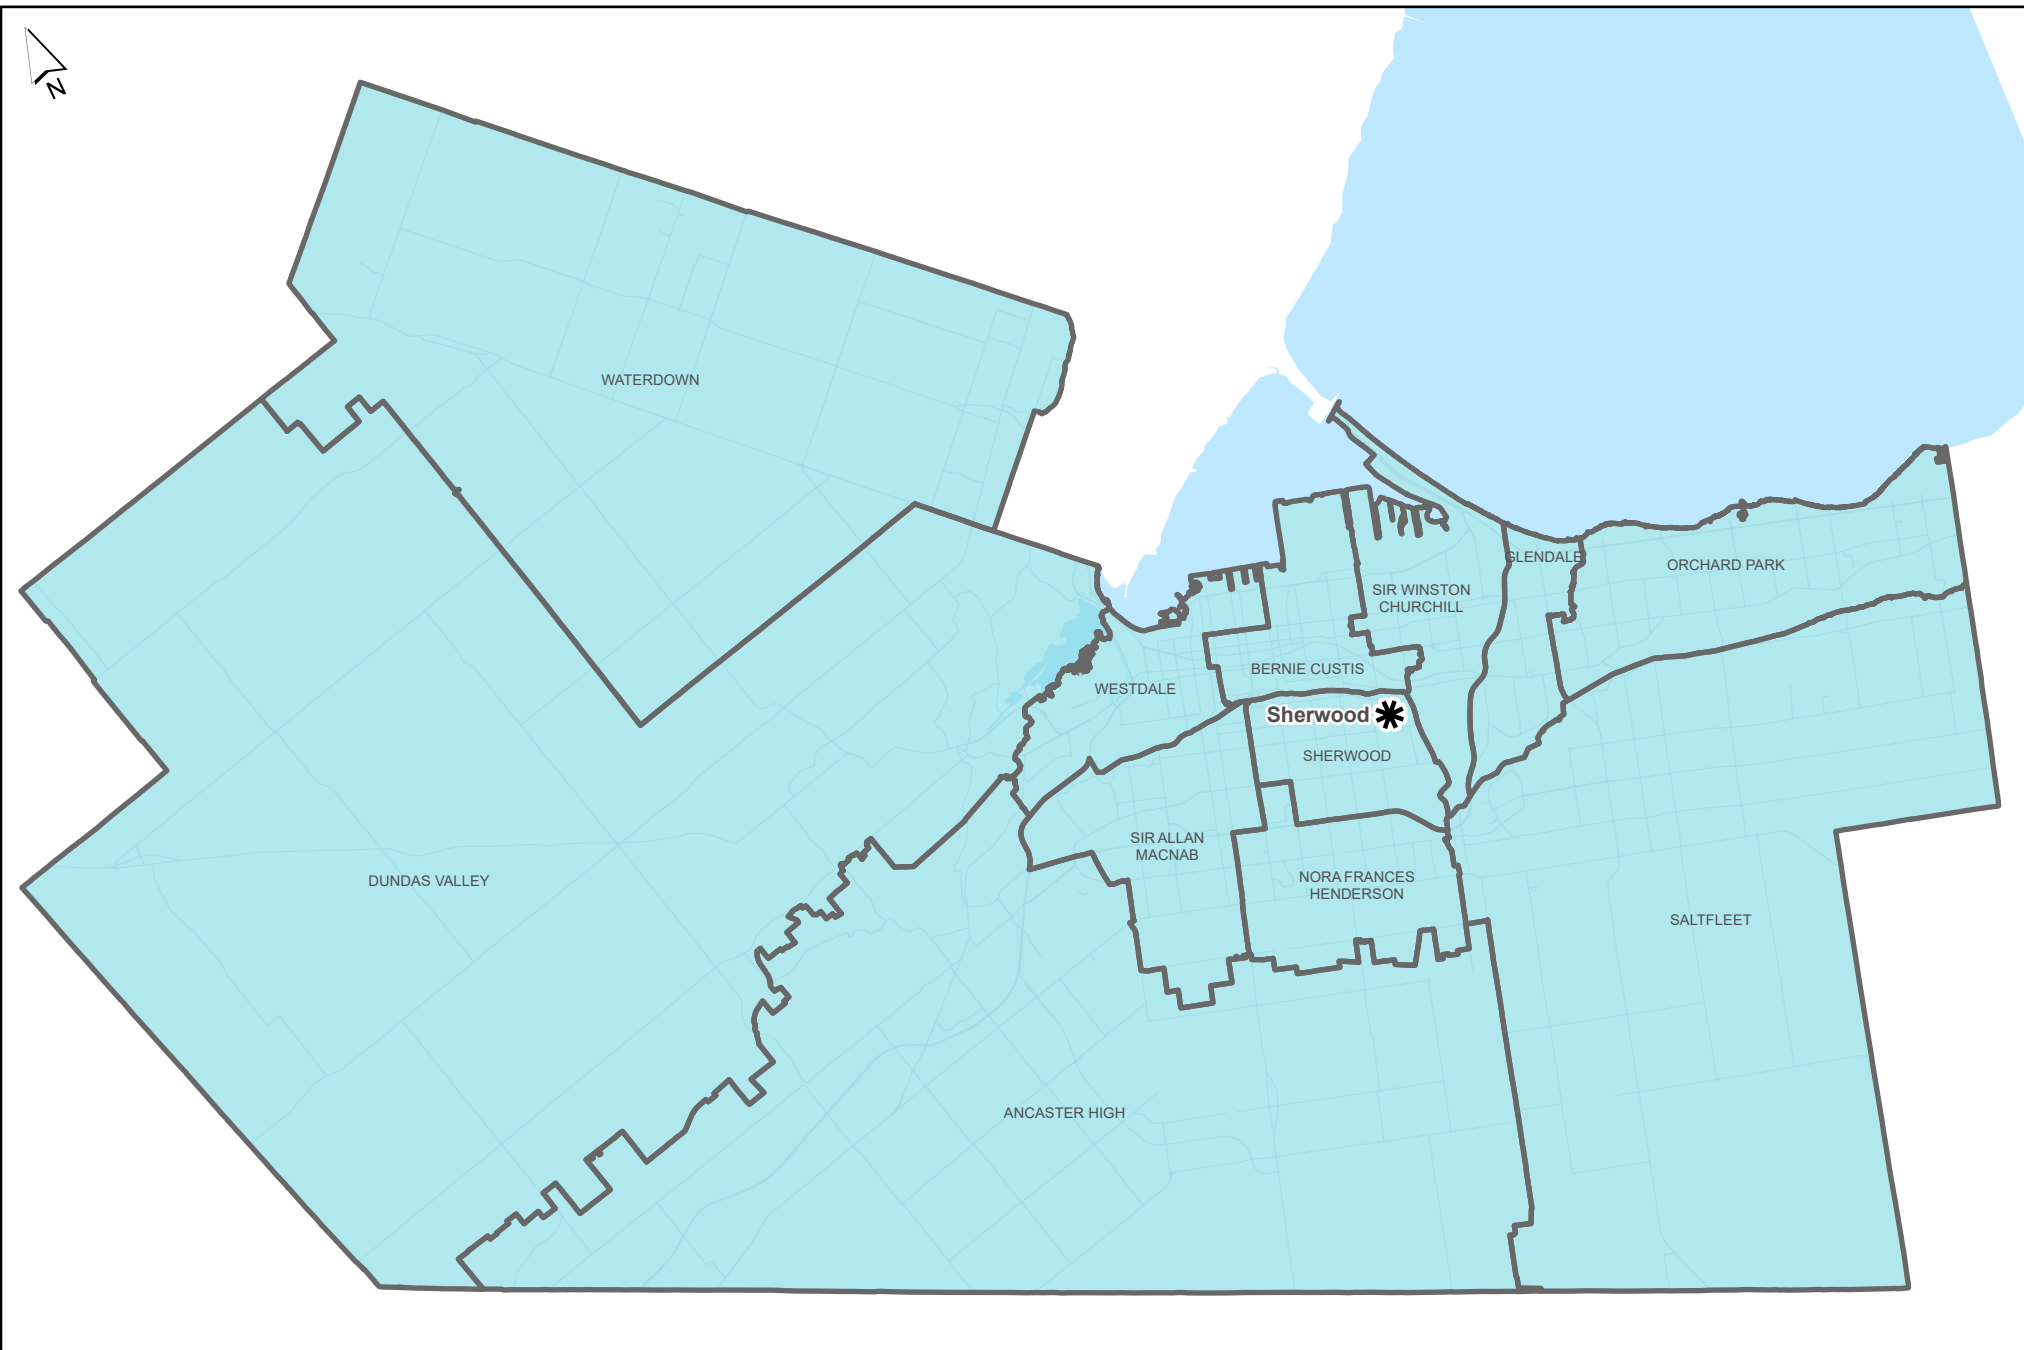 N
WATERDOWN
GLENDALE
ORCHARD PARK
SIR WINSTON
CHURCHILL
BERNIE CUSTIS
WESTDALE
Sherwood
SHERWOOD
SIR ALLAN
MACNAB
DUNDAS VALLEY
NORA FRANCES
HENDERSON
SALTFLEET
ANCASTER HIGH